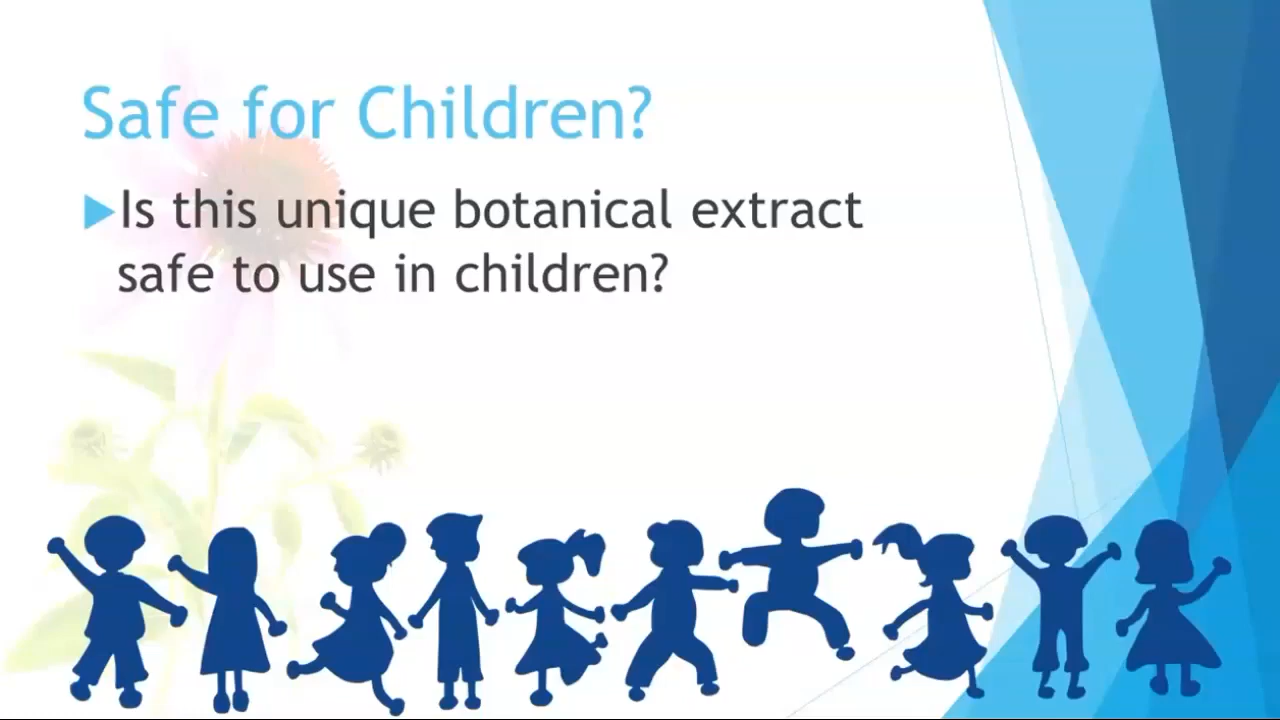 Safe for Children?
Is this unique botanical extract
safe to use in children?